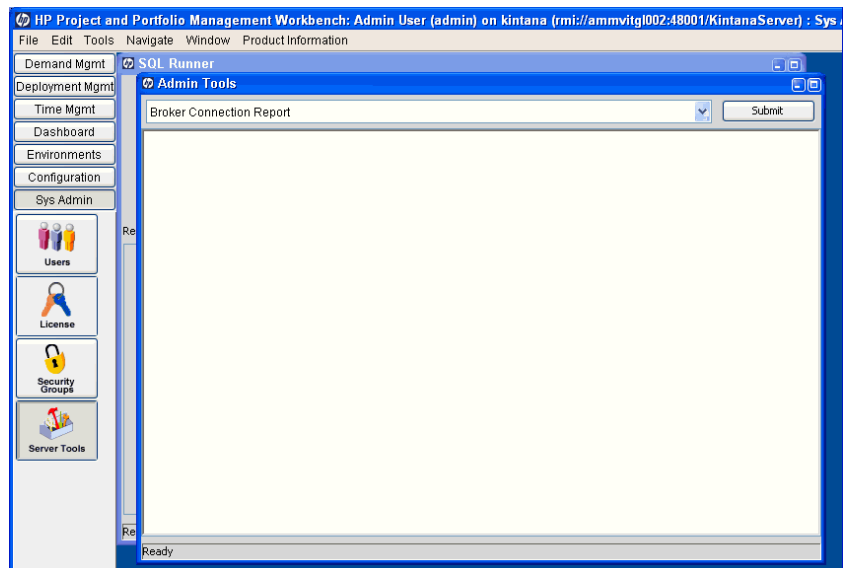 HP Project and Portfolio Management Workbench: Admin User (admin) on kintana (rmi://ammvitgl002:48001/KintanaServer) : Sys
File Edit Tools Navigate Window Product Information
Demand Mgmt
Deployment Mgmt
Time Mgmt
Dashboard
Environments
Configuration
Sys Admin
Users
License
Security
Groups
Server Tools
SQL Runner
Re
Re
Admin Tools
Broker Connection Report
Submit
Ready